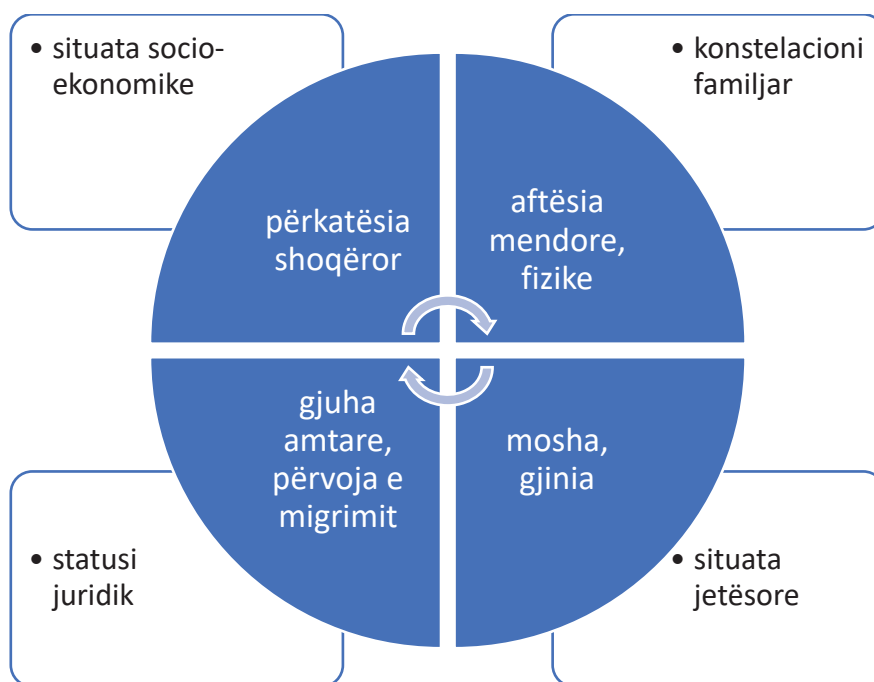 • situata socio-
ekonomike
• konstelacioni
familjar
përkatësia
shoqëror
aftësia
mendore,
fizike
gjuha
amtare,
përvoja e
migrimit
mosha,
gjinia
• statusi
juridik
• situata
jetësore